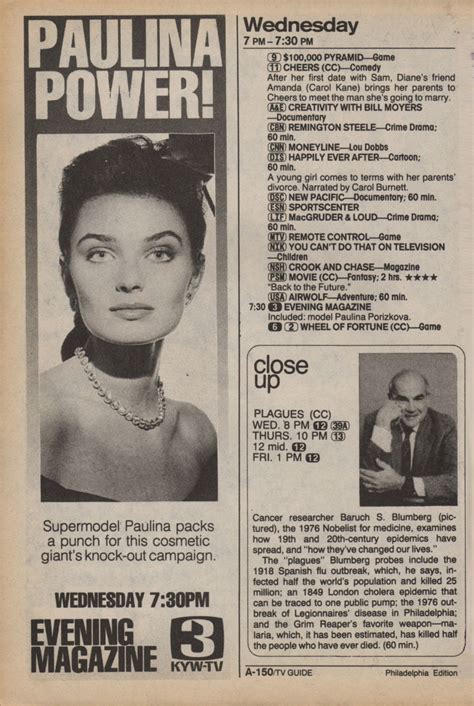 PAULINA
POWER!
Supermodel Paulina packs
a punch for this cosmetic
giant's knock-out campaign.
WEDNESDAY 7:30PM
EVENING
MAGAZINE
3
KYW-TV
Wednesday
7 PM – 7:30 PM
9 $100,000 PYRAMID—Game
11 CHEERS (CC)—Comedy
After her first date with Sam, Diane's friend
Amanda (Carol Kane) brings her parents to
Cheers to meet the man she's going to marry.
A&E CREATIVITY WITH BILL MOYERS
—Documentary
CBN REMINGTON STEELE—Crime Drama;
60 min.
CNN MONEYLINE—Lou Dobbs
DIS HAPPILY EVER AFTER—Cartoon;
60 min.
A young girl comes to terms with her parents'
divorce. Narrated by Carol Burnett.
DSC NEW PACIFIC—Documentary; 60 min.
ESN SPORTSCENTER
LIF MacGRUDER & LOUD—Crime Drama;
60 min.
MTV REMOTE CONTROL—Game
NIK YOU CAN'T DO THAT ON TELEVISION
—Children
NSH CROOK AND CHASE—Magazine
PSM MOVIE (CC)—Fantasy; 2 hrs. ★★★★
"Back to the Future."
USA AIRWOLF—Adventure; 60 min.
7:30 3 EVENING MAGAZINE
Included: model Paulina Porizkova.
6 2 WHEEL OF FORTUNE (CC)—Game
close
up
PLAGUES (CC)
WED. 8 PM 12 39A
THURS. 10 PM 13
12 mid. 12
FRI. 1 PM 12
Cancer researcher Baruch S. Blumberg (pic-
tured), the 1976 Nobelist for medicine, examines
how 19th and 20th-century epidemics have
spread, and "how they've changed our lives."
The "plagues" Blumberg probes include the
1918 Spanish flu outbreak, which, he says, in-
fected half the world's population and killed 25
million; an 1849 London cholera epidemic that
can be traced to one public pump; the 1976 out-
break of Legionnaires' disease in Philadelphia;
and the Grim Reaper's favorite weapon—ma-
laria, which, it has been estimated, has killed half
the people who have ever died. (60 min.)
A-150/TV GUIDE
Philadelphia Edition